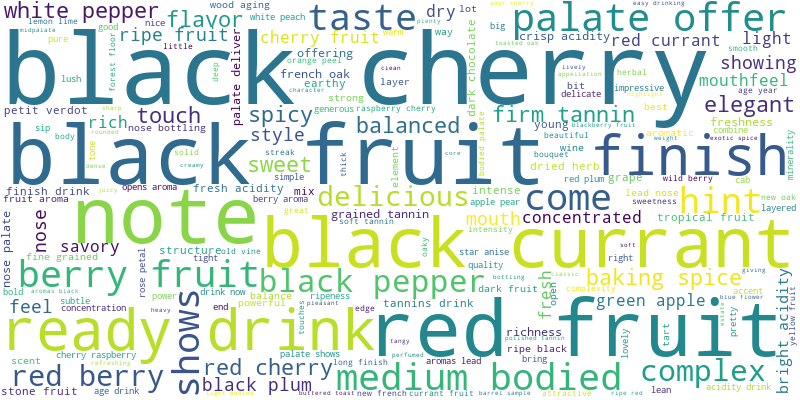 white pepper
wood aging
lemon lime
nice
white peach
flavor
taste
dry
lot
palate offer
easy drinking
sour cherry
midpalate
good
pure
ripe fruit
little
cherry fruit
warm
way
plenty
big
crisp acidity
red currant
light
black cherry
lush
forest floor
deep
palate deliver
orange peel
offering
french oak
earthy
clean
layer
character
strong
dark chocolate
smooth
lively
appellation
herbal
bit
impressive
delicate
age year
showing
mouthfeel
elegant
petit verdot
sharp
rounded
touch
rich
spicy
generous
raspberry cherry
balanced
bodied palate
firm tannin
young
blackberry fruit
beautiful
best
aromatic
highlight
freshness
combine
exotic spice
minerality
sip
body
nose bottling
style
streak
simple
thick
element
core
wine
bouquet
weight
black fruit
finish
tone
dense
solid
creamy
sweet
dried herb
grape
red plum
wild berry
sweetness
cab
finish drink
opens aroma
fresh acidity
mix
delicious
intense
apple pear
come
lead nose
hint
new oak
layered
fruit aroma
juicy
berry aroma
great
grained tannin
soft tannin
mouth
intensity
concentrated
tropical fruit
nose palate
nose
note
savory
structure
old vine
tight
black currant
oaky
star anise
quality
right
soft
fine grained
bold
aromas black
rose petal
berry fruit
black pepper
bottling
fresh
classic
open
baking spice
giving
complexity
accent
blue flower
feel
subtle
concentration
power
drink now
balance
powerful
ripeness
pleasant
tannins drink
dark fruit
green apple
pretty
estate
yellow fruit
bright acidity
heavy
end
touches
edge
ready drink
shows
tangy
red fruit
richness
polished tannin
ripe black
lovely
tart
scent
cherry raspberry
refreshing
palate shows
perfumed
long finish
aromas lead
bring
complex
red berry
red cherry
medium bodied
stone fruit
age drink
black plum
light bodied
buttered toast
new french
currant fruit
barrel sample
attractive
ripe red
lean
acidity drink
toasted oak